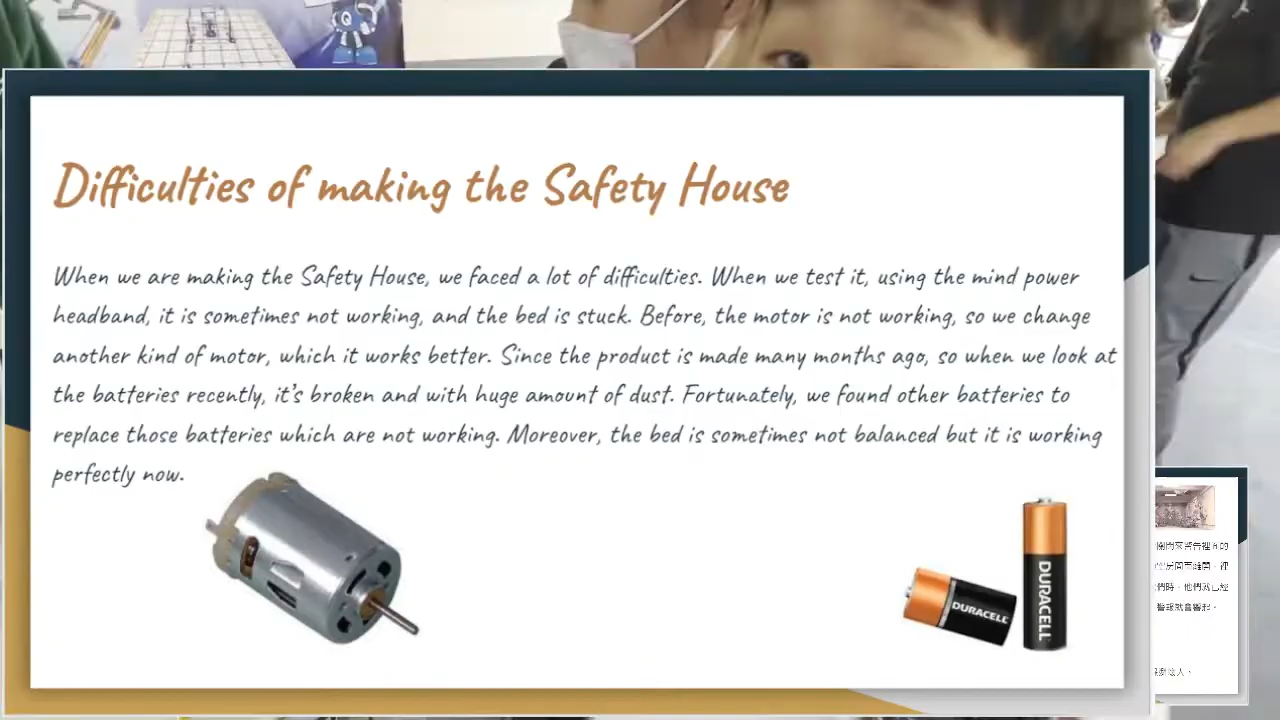 Difficulties of making the Safety House
When we are making the Safety House, we faced a lot of difficulties. When we test it, using the mind power
headband, it is sometimes not working, and the bed is stuck. Before, the motor is not working, so we change
another kind of motor, which it works better. Since the product is made many months ago, so when we look at
the batteries recently, it's broken and with huge amount of dust. Fortunately, we found other batteries to
replace those batteries which are not working. Moreover, the bed is sometimes not balanced but it is working
perfectly now.
DURACELL
DURACELL